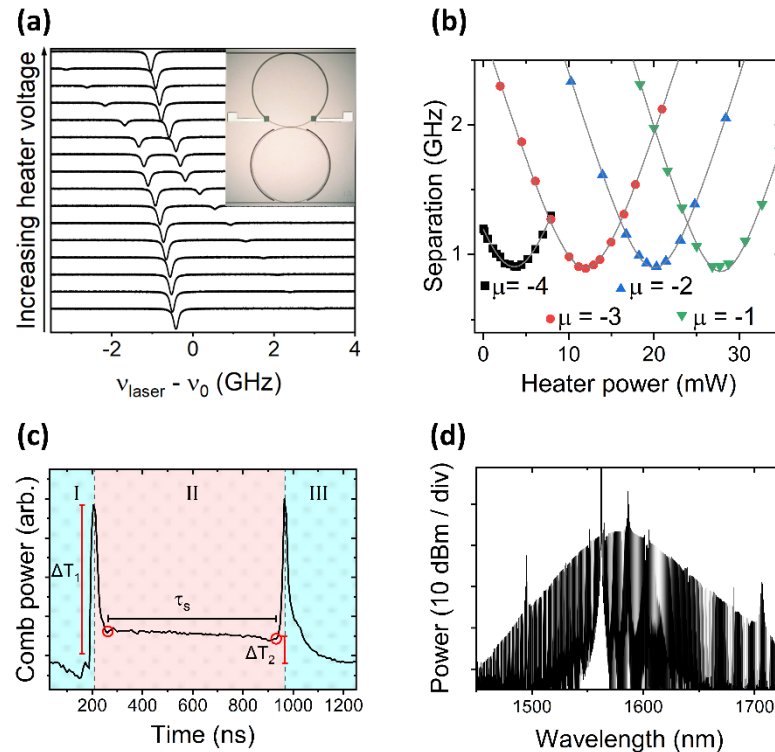 (a)
Increasing heater voltage
-2 0 2 4
ν_laser - ν_0 (GHz)
(b)
Separation (GHz)
2
1
μ= -4 μ= -2
μ= -3 μ= -1
0 10 20 30
Heater power (mW)
(c)
Comb power (arb.)
I II III
ΔT_1
τ_s
ΔT_2
200 400 600 800 1000 1200
Time (ns)
(d)
Power (10 dBm / div)
1500 1600 1700
Wavelength (nm)